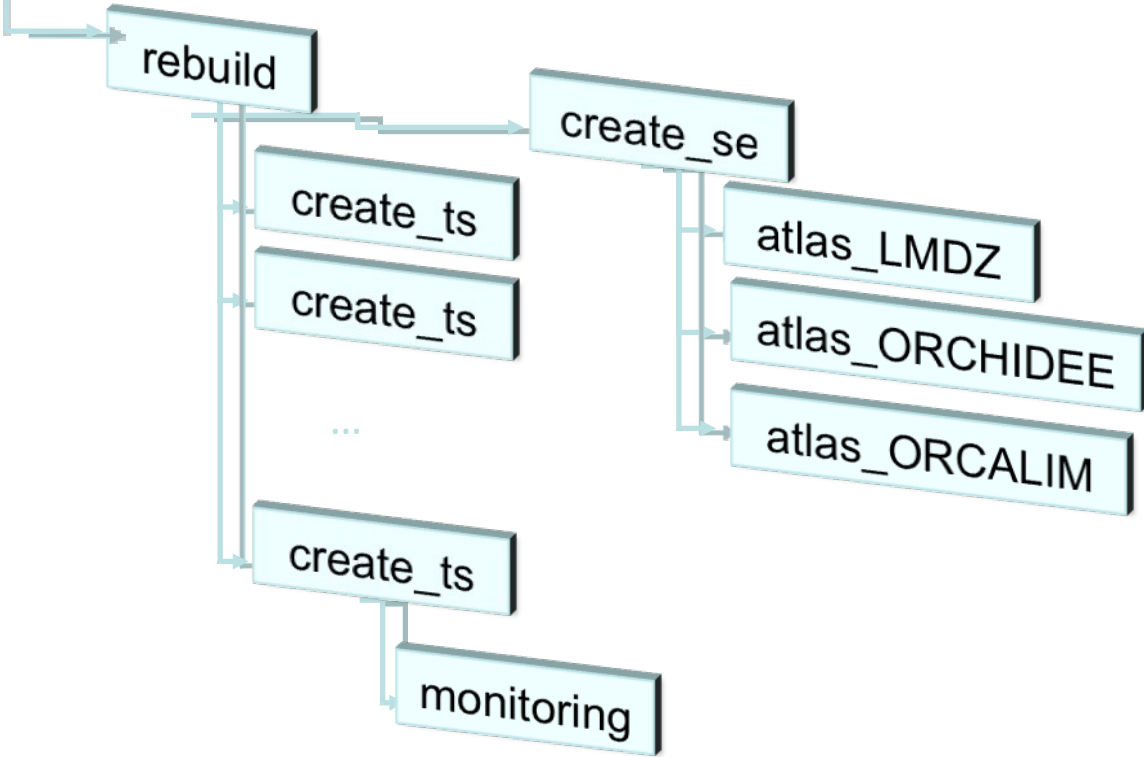 rebuild
create_se
create_ts
atlas_LMDZ
create_ts
atlas_ORCHIDEE
...
atlas_ORCALIM
create_ts
monitoring